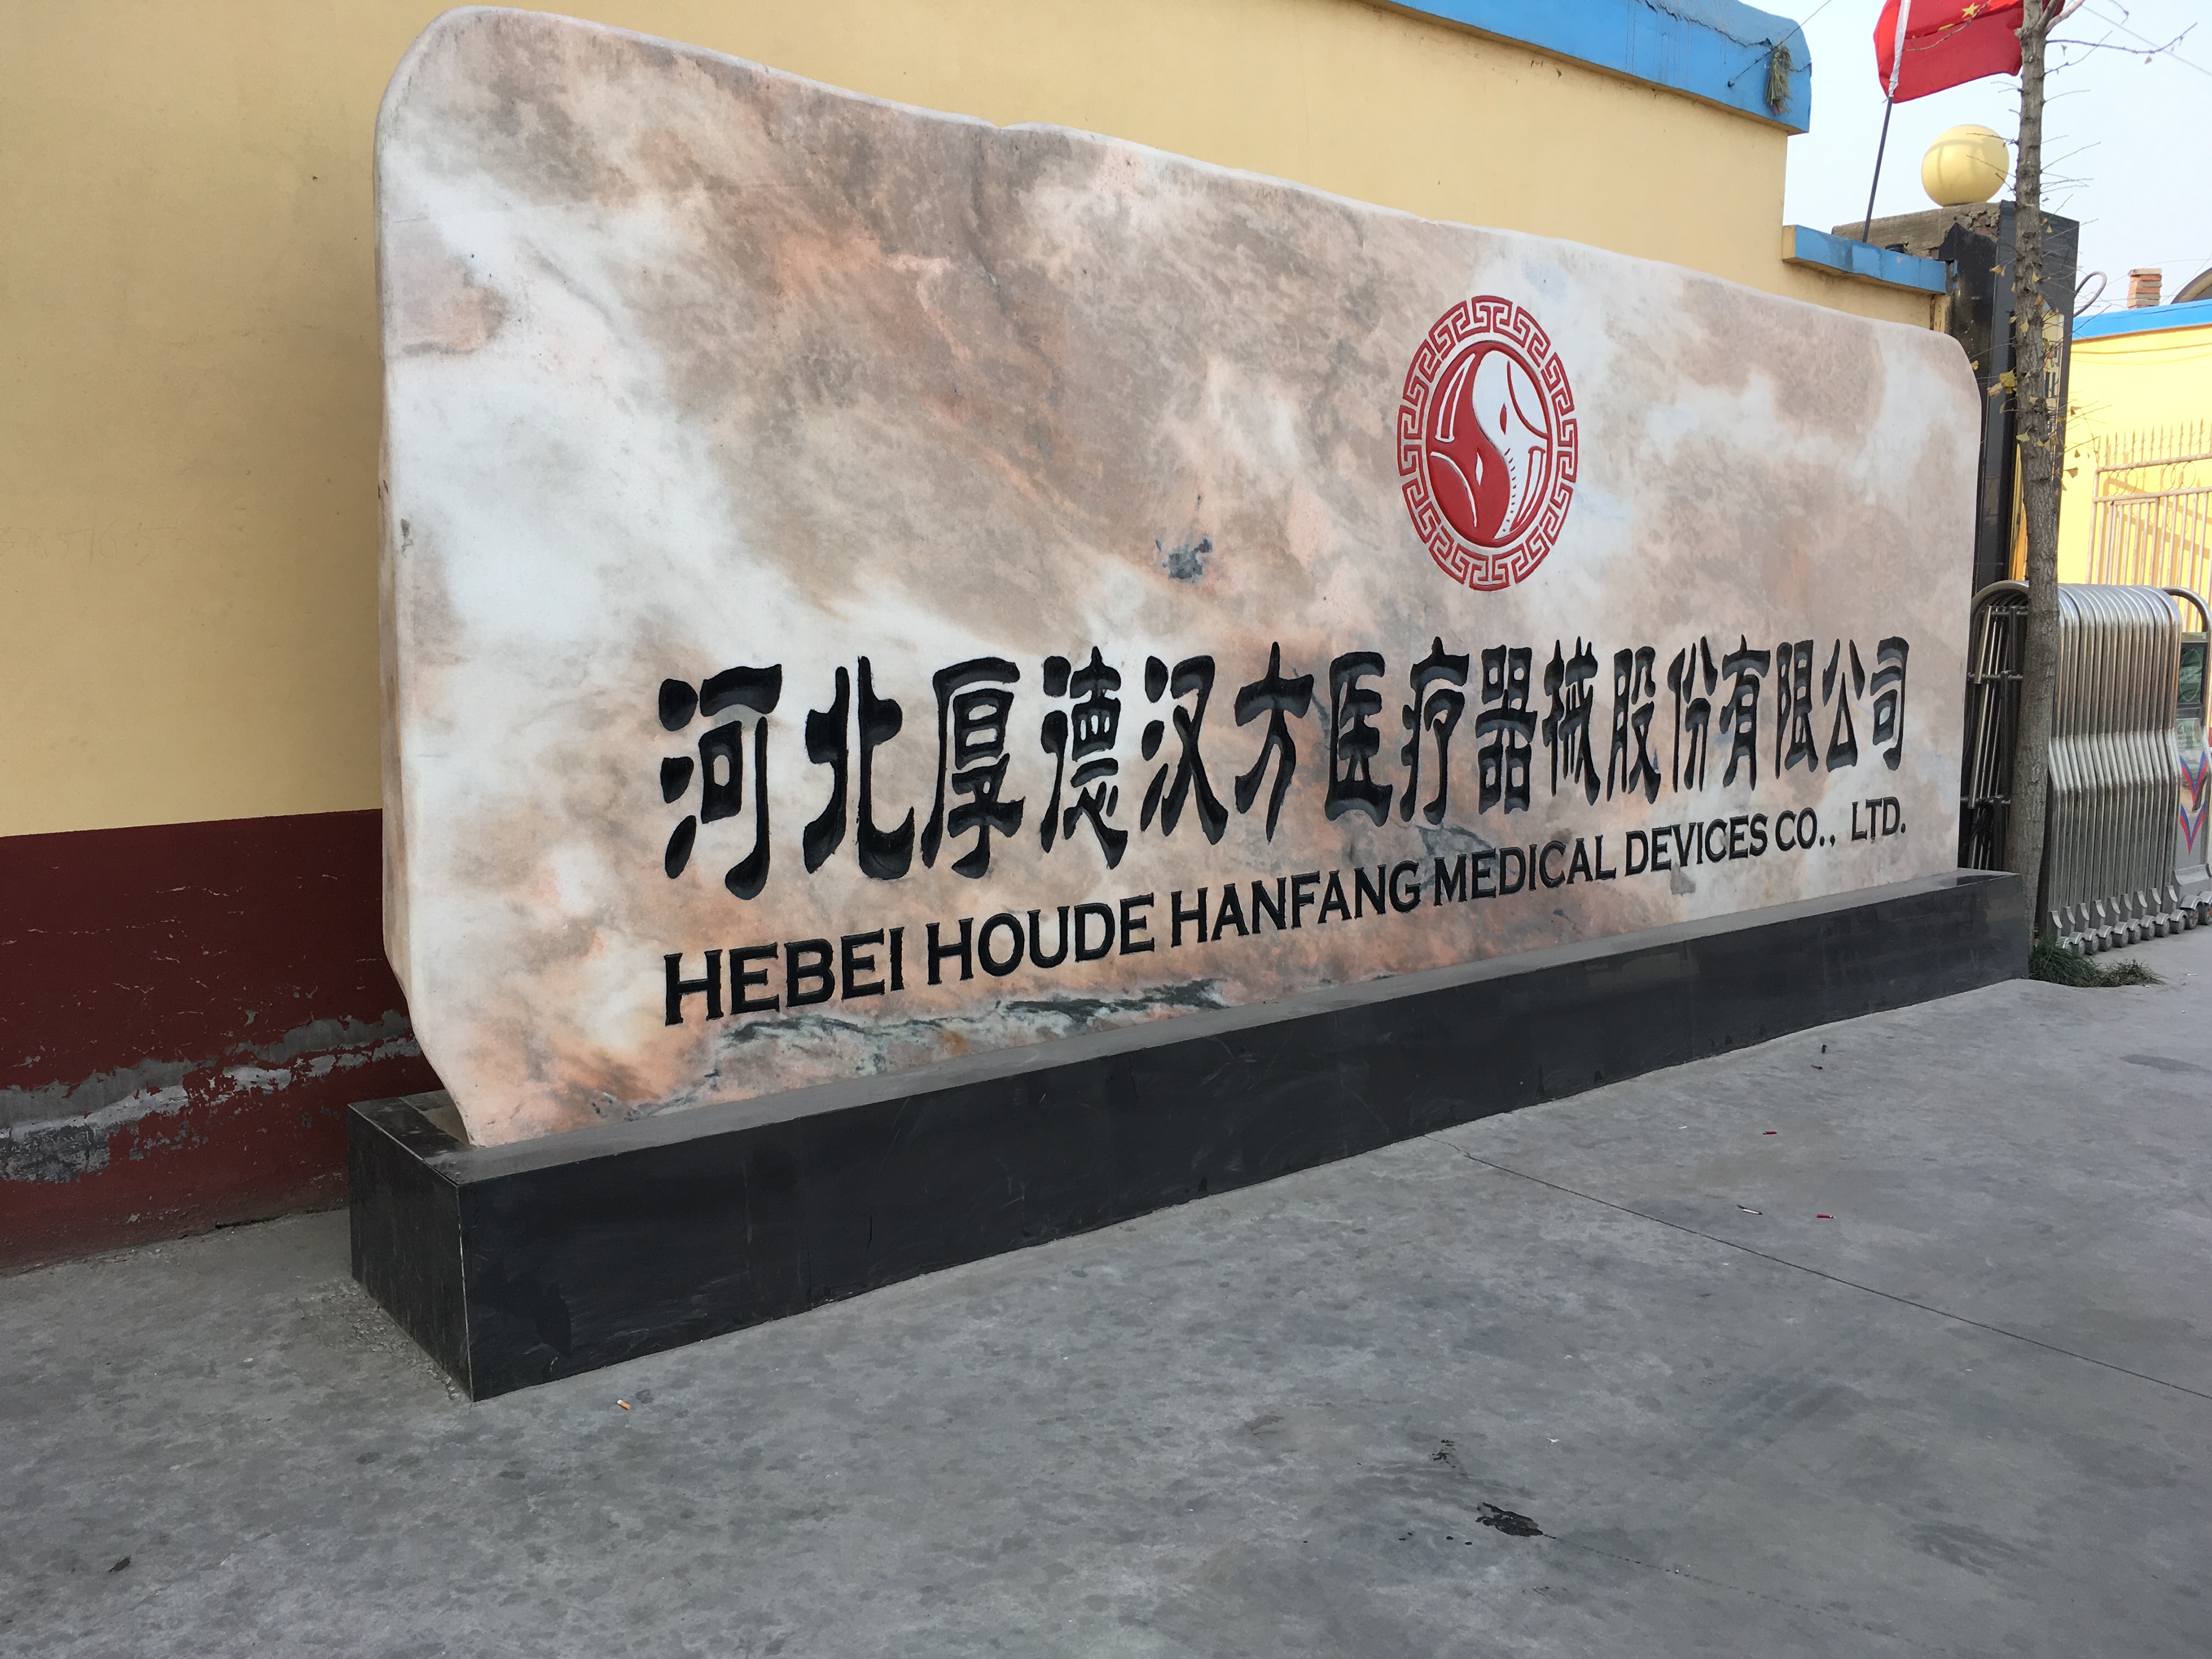 河北厚德汉方医疗器械股份有限公司
HEBEI HOUDE HANFANG MEDICAL DEVICES CO., LTD.